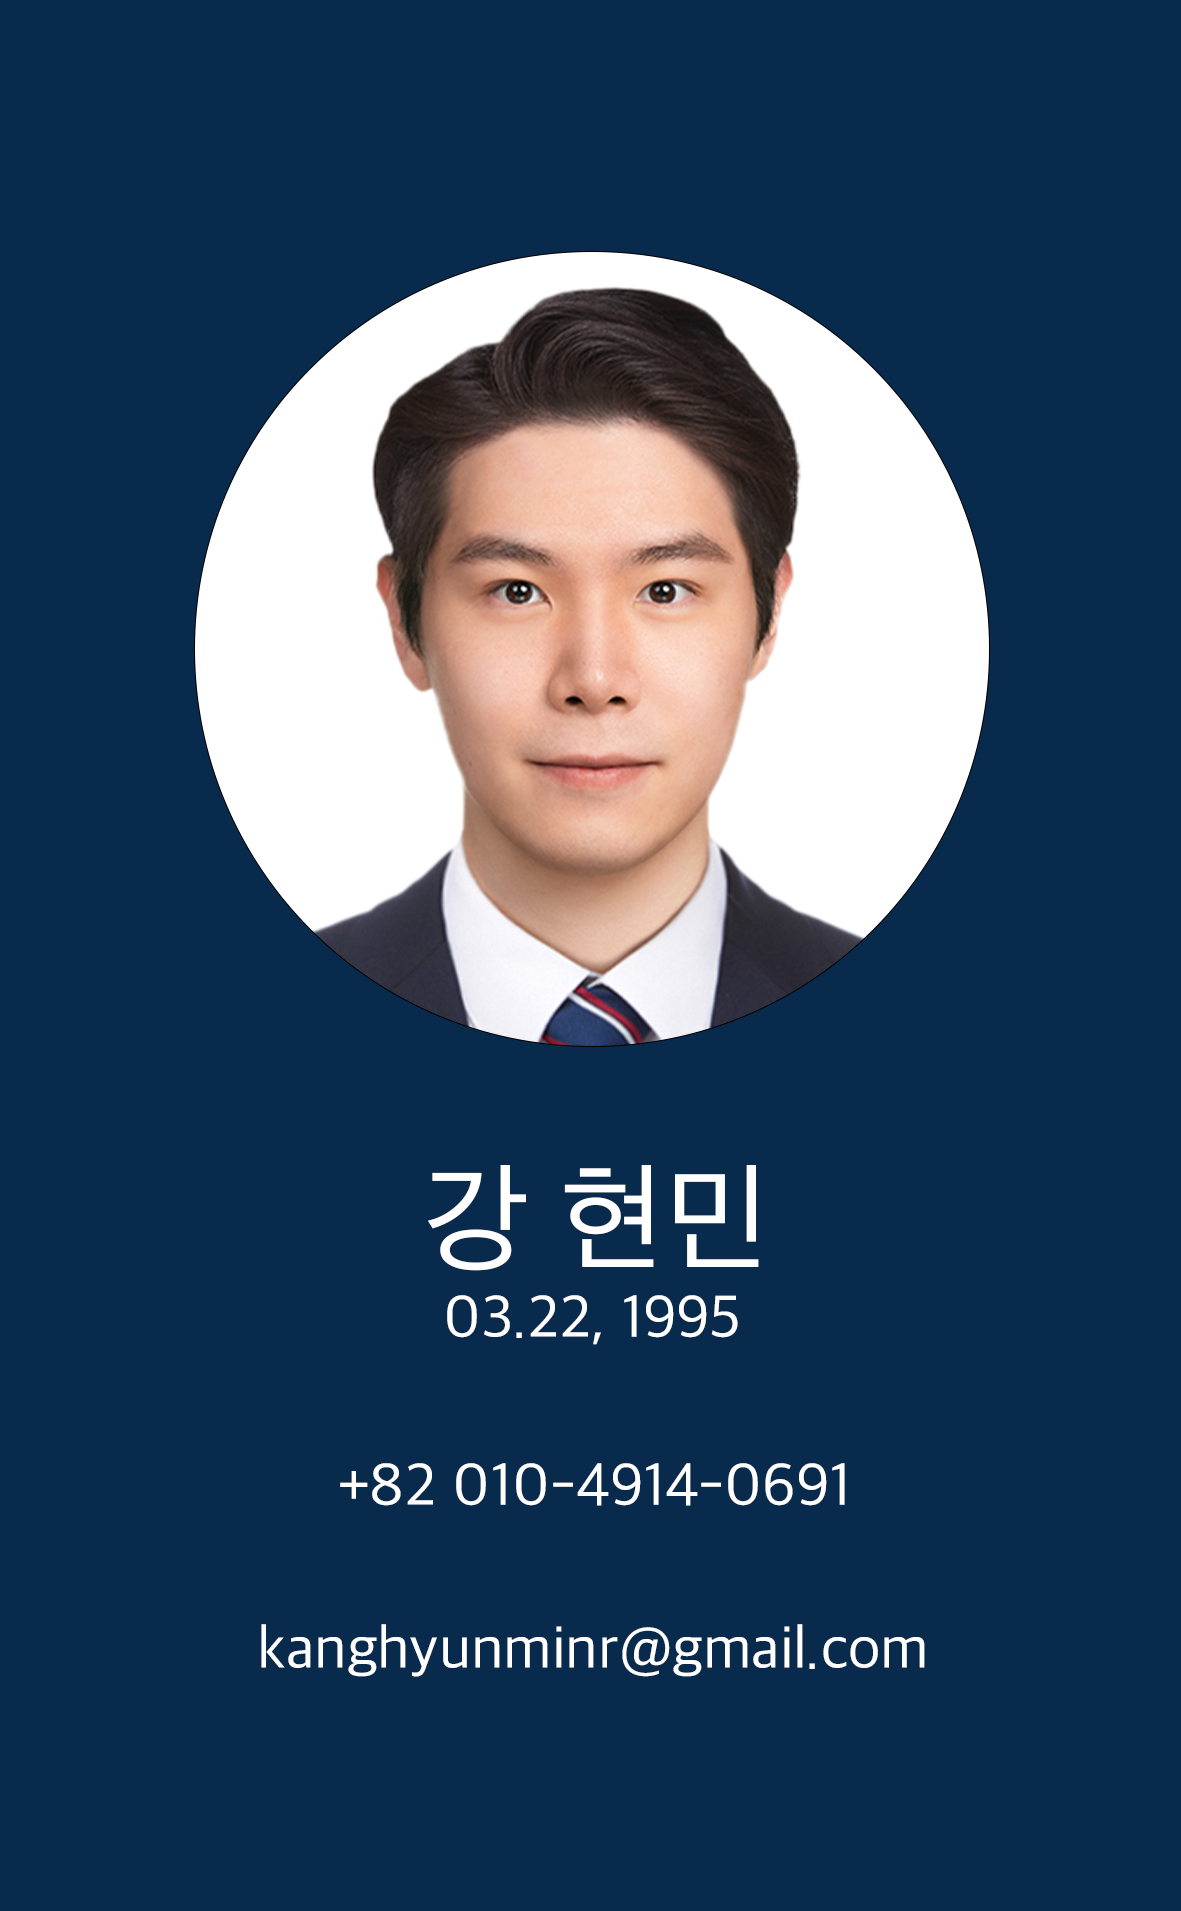 강 현민
03.22, 1995
+82 010-4914-0691
kanghyunminr@gmail.com